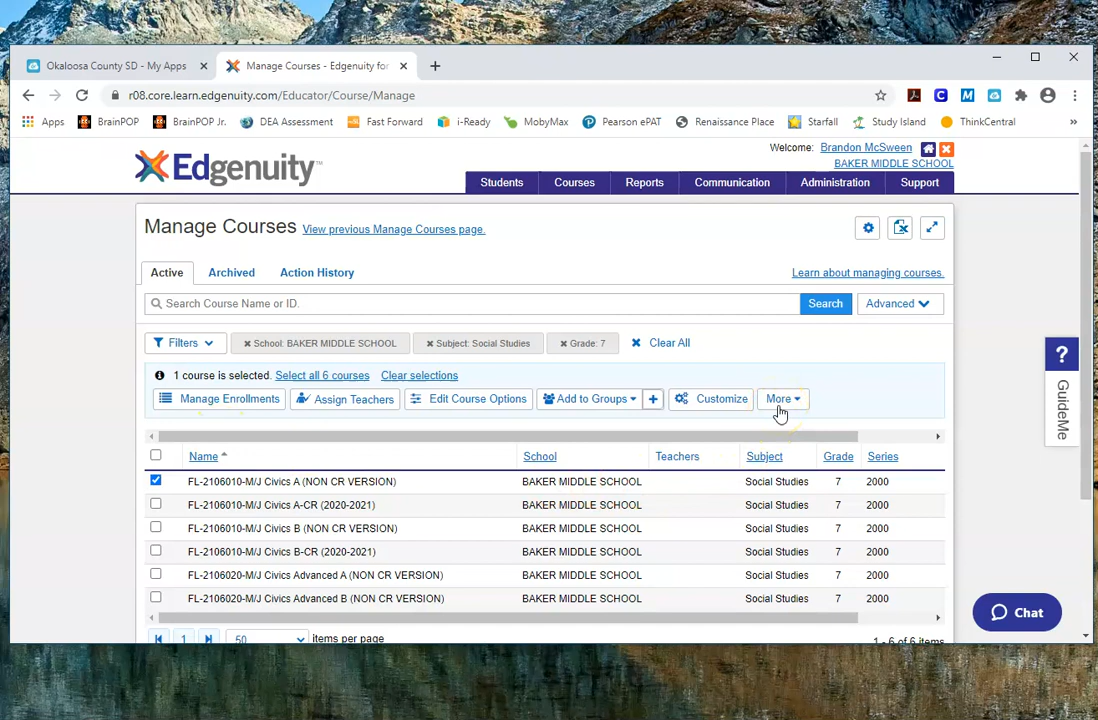 Okaloosa County SD - My Apps
Manage Courses - Edgenuity for
r08.core.learn.edgenuity.com/Educator/Course/Manage
Apps BrainPOP BrainPOP Jr. DEA Assessment Fast Forward i-Ready MobyMax Pearson ePAT Renaissance Place Starfall Study Island ThinkCentral »
Welcome: Brandon McSween
BAKER MIDDLE SCHOOL
Edgenuity™
Students Courses Reports Communication Administration Support
Manage Courses View previous Manage Courses page.
Active Archived Action History Learn about managing courses.
Search Course Name or ID. Search Advanced
Filters School: BAKER MIDDLE SCHOOL Subject: Social Studies Grade: 7 Clear All
1 course is selected. Select all 6 courses Clear selections
Manage Enrollments Assign Teachers Edit Course Options Add to Groups + Customize More
Name School Teachers Subject Grade Series
FL-2106010-M/J Civics A (NON CR VERSION) BAKER MIDDLE SCHOOL Social Studies 7 2000
FL-2106010-M/J Civics A-CR (2020-2021) BAKER MIDDLE SCHOOL Social Studies 7 2000
FL-2106010-M/J Civics B (NON CR VERSION) BAKER MIDDLE SCHOOL Social Studies 7 2000
FL-2106010-M/J Civics B-CR (2020-2021) BAKER MIDDLE SCHOOL Social Studies 7 2000
FL-2106020-M/J Civics Advanced A (NON CR VERSION) BAKER MIDDLE SCHOOL Social Studies 7 2000
FL-2106020-M/J Civics Advanced B (NON CR VERSION) BAKER MIDDLE SCHOOL Social Studies 7 2000
1 50 items per page 1 - 6 of 6 items
? GuideMe
Chat